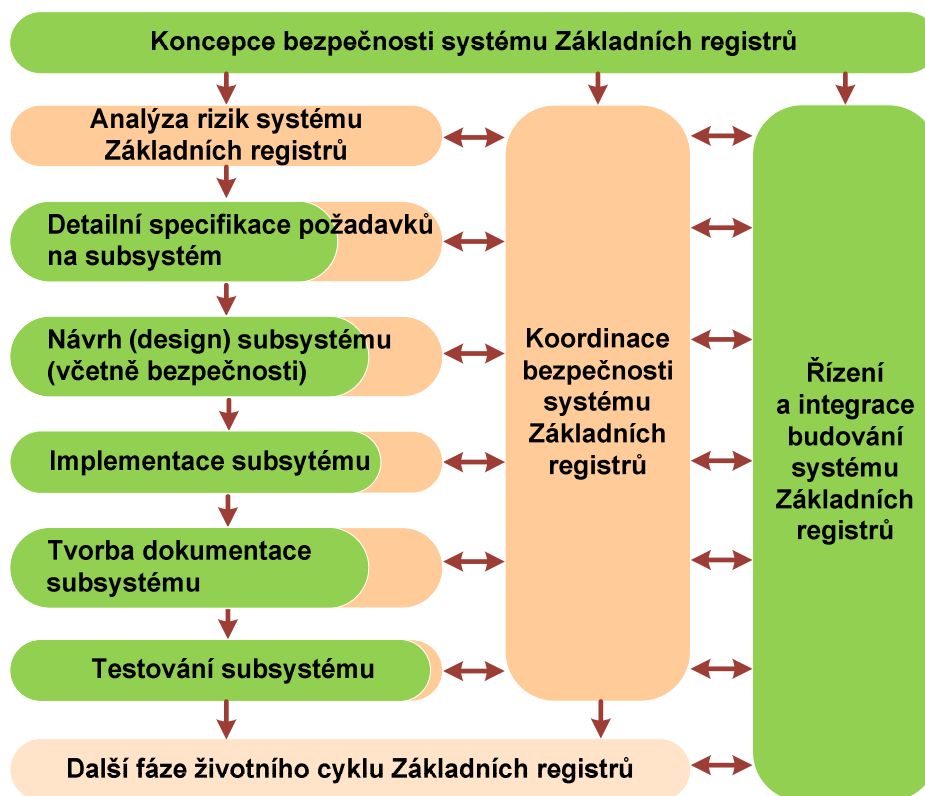 Koncepce bezpečnosti systému Základních registrů
Analýza rizik systému
Základních registrů
Detailní specifikace požadavků
na subsystém
Návrh (design) subsystému
(včetně bezpečnosti)
Implementace subsytému
Tvorba dokumentace
subsystému
Testování subsystému
Další fáze životního cyklu Základních registrů
Koordinace
bezpečnosti
systému
Základních
registrů
Řízení
a integrace
budování
systému
Základních
registrů